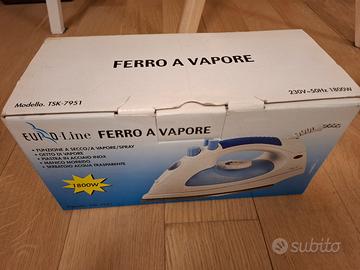 FERRO A VAPORE
Modello. TSK-7951
230V~50Hz 1800W
EURO-Line FERRO A VAPORE
• FUNZIONE A SECCO/A VAPORE/SPRAY
• GETTO DI VAPORE
• PIASTRA IN ACCIAIO INOX
• MANICO MORBIDO
• SERBATOIO ACQUA TRASPARENTE
1800W
subito